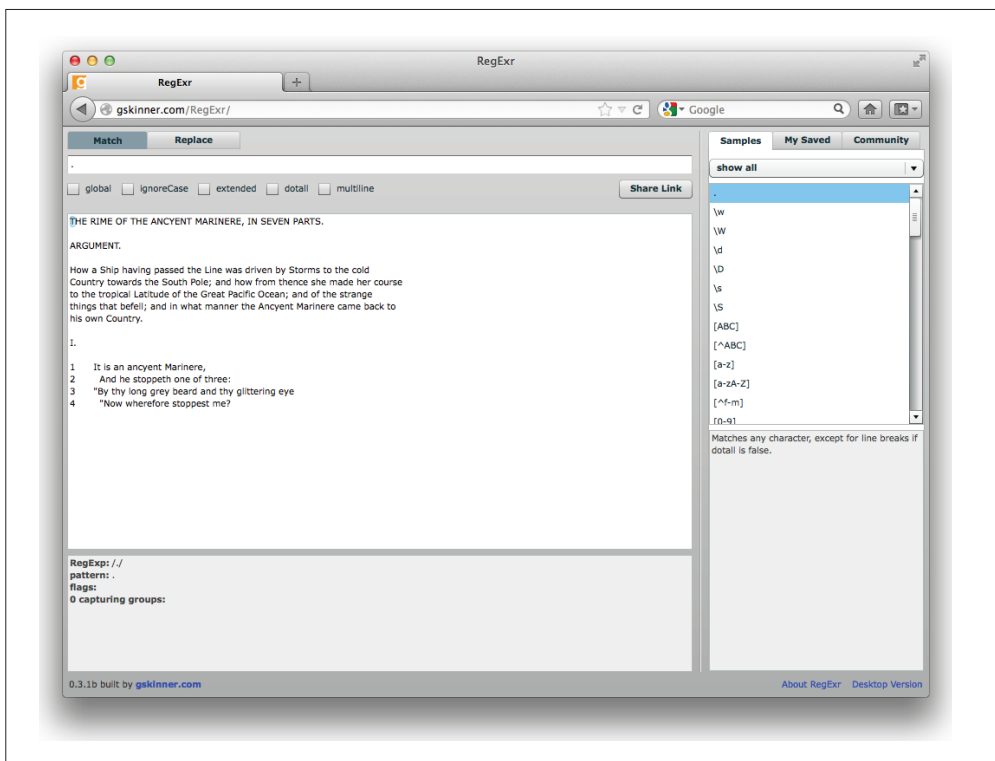 RegExr
RegExr
gskinner.com/RegExr/
Google
Match Replace
.
global ignoreCase extended dotall multiline
Share Link
THE RIME OF THE ANCYENT MARINERE, IN SEVEN PARTS.
ARGUMENT.
How a Ship having passed the Line was driven by Storms to the cold
Country towards the South Pole; and how from thence she made her course
to the tropical Latitude of the Great Pacific Ocean; and of the strange
things that befell; and in what manner the Ancyent Marinere came back to
his own Country.
I.
1 It is an ancyent Marinere,
2 And he stoppeth one of three:
3 "By thy long grey beard and thy glittering eye
4 "Now wherefore stoppest me?
RegExp: /./
pattern: .
flags:
0 capturing groups:
Samples My Saved Community
show all
.
\w
\W
\d
\D
\s
\S
[ABC]
[^ABC]
[a-z]
[a-zA-Z]
[^f-m]
[0-9]
Matches any character, except for line breaks if
dotall is false.
0.3.1b built by gskinner.com
About RegExr Desktop Version